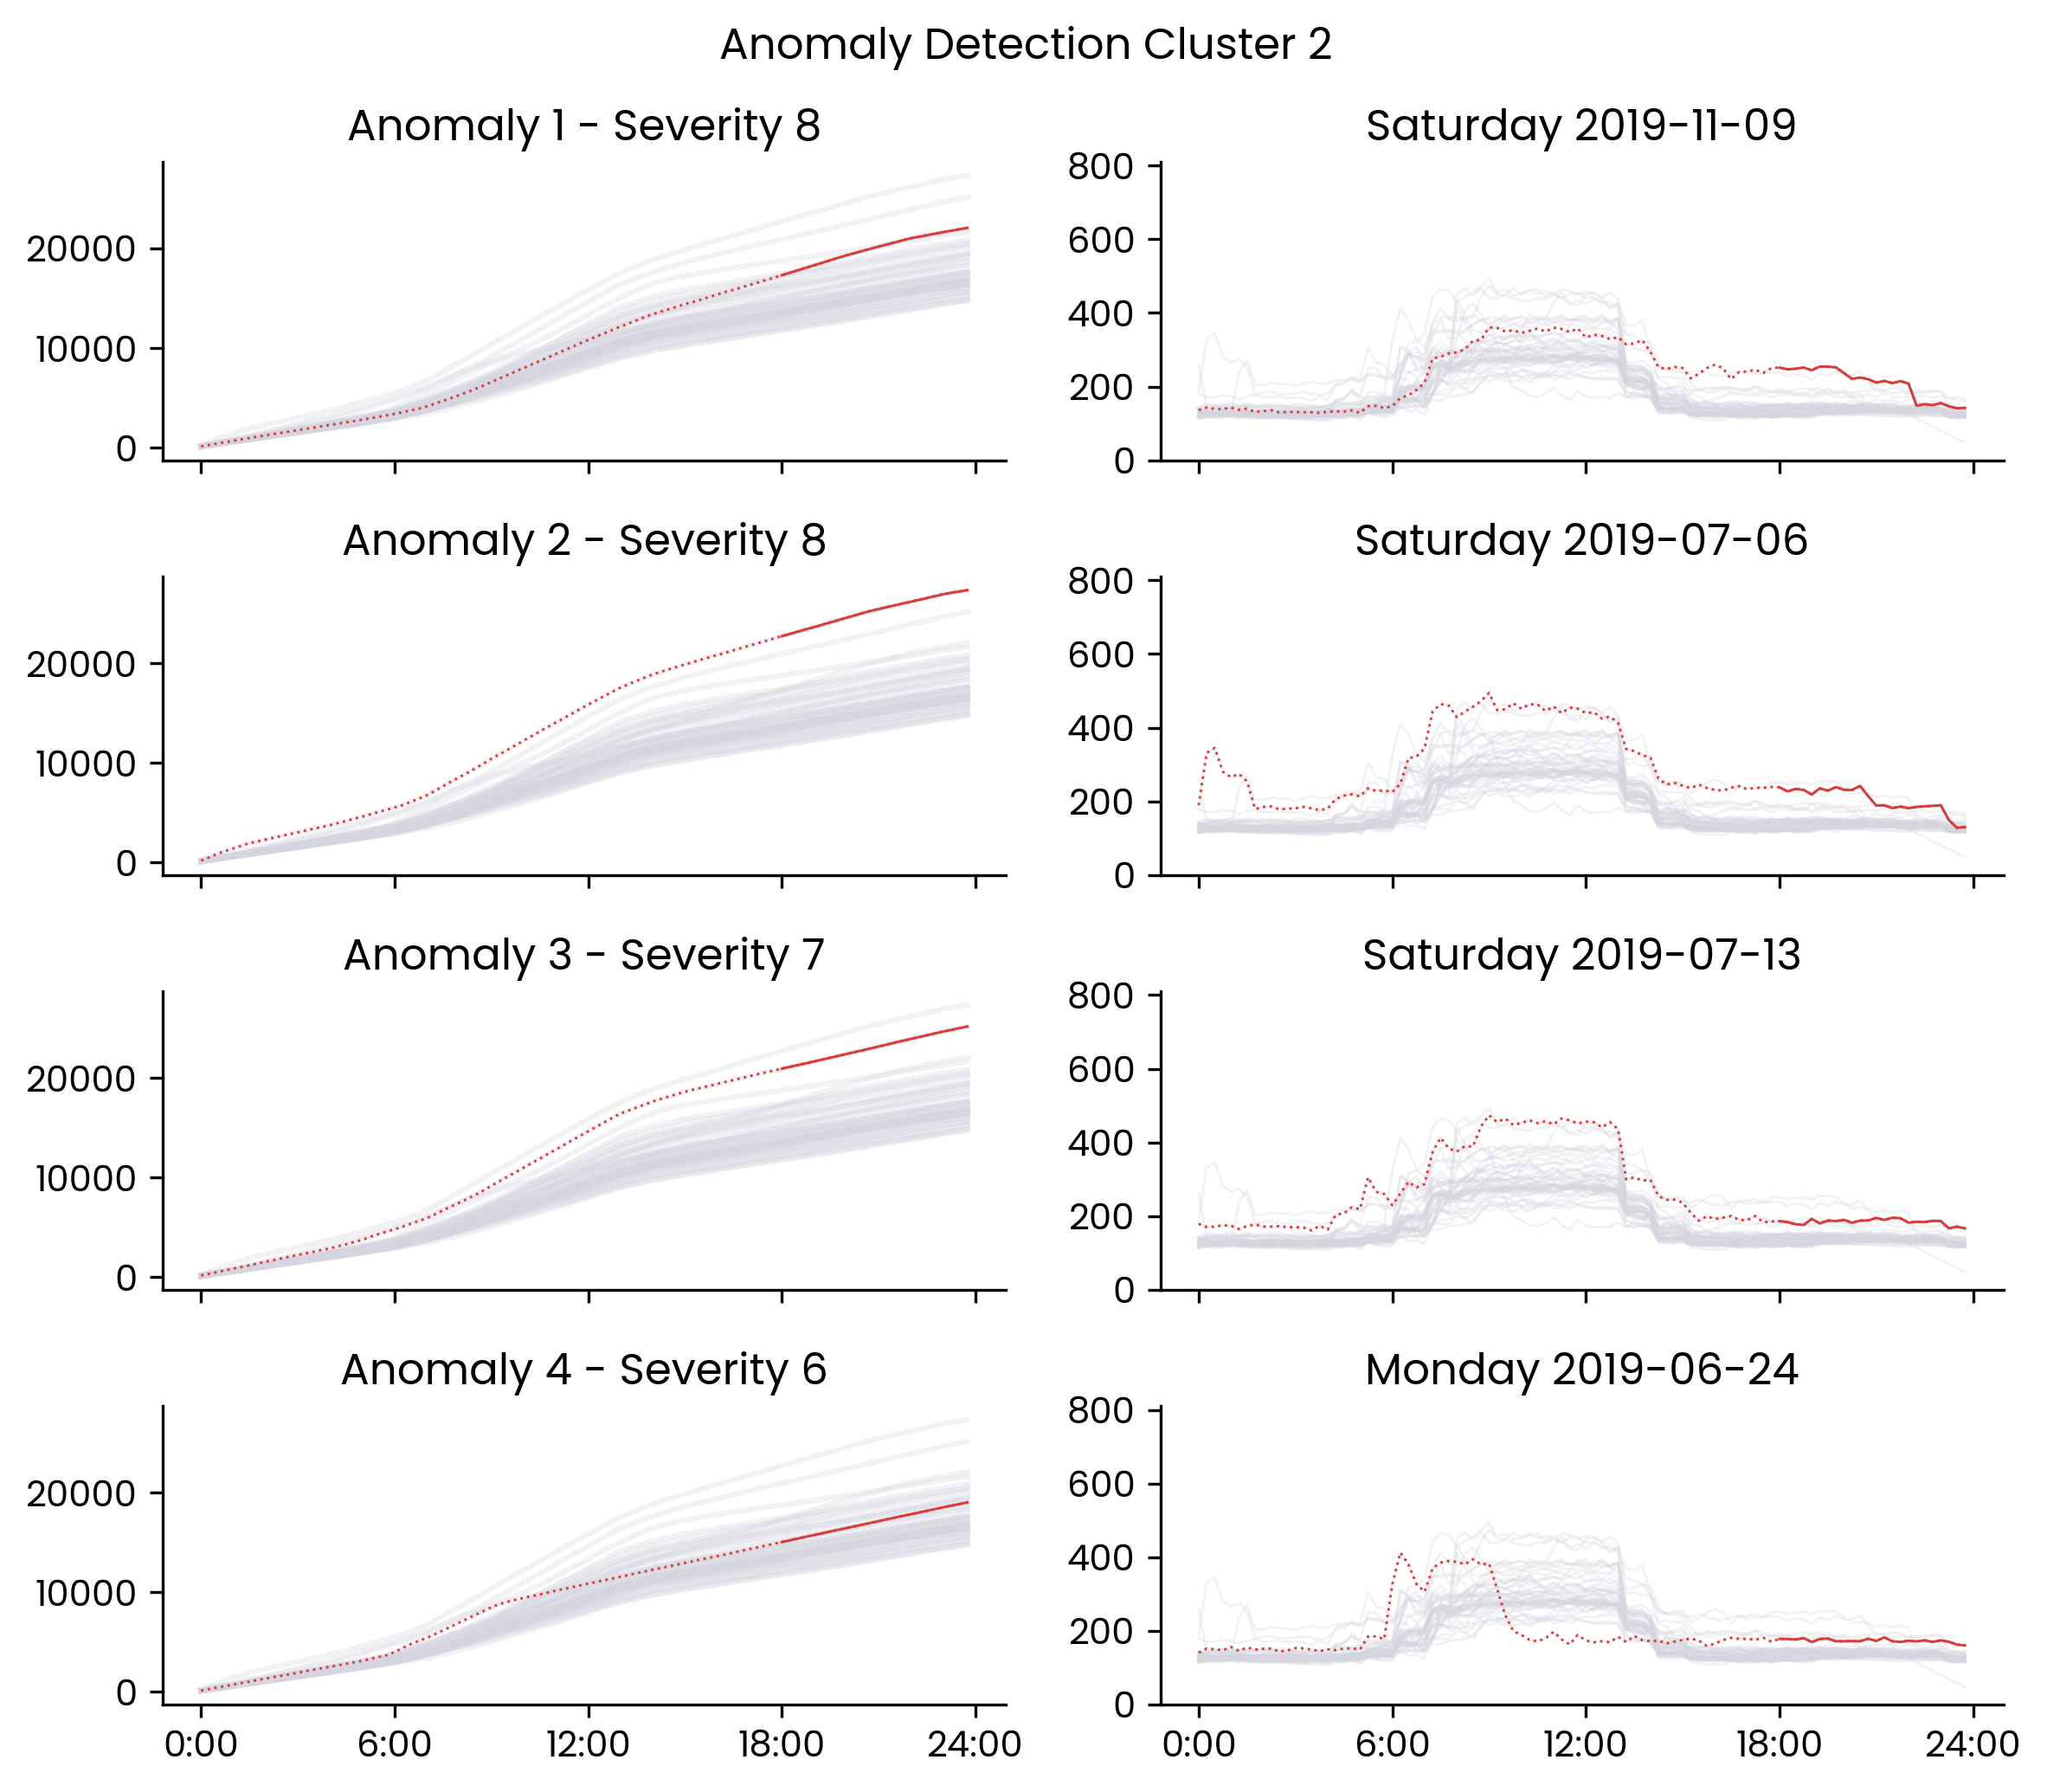 Anomaly Detection Cluster 2
Anomaly 1 - Severity 8
20000
10000
0
Saturday 2019-11-09
800
600
400
200
0
Anomaly 2 - Severity 8
20000
10000
0
Saturday 2019-07-06
800
600
400
200
0
Anomaly 3 - Severity 7
20000
10000
0
Saturday 2019-07-13
800
600
400
200
0
Anomaly 4 - Severity 6
20000
10000
0
0:00 6:00 12:00 18:00 24:00
Monday 2019-06-24
800
600
400
200
0
0:00 6:00 12:00 18:00 24:00